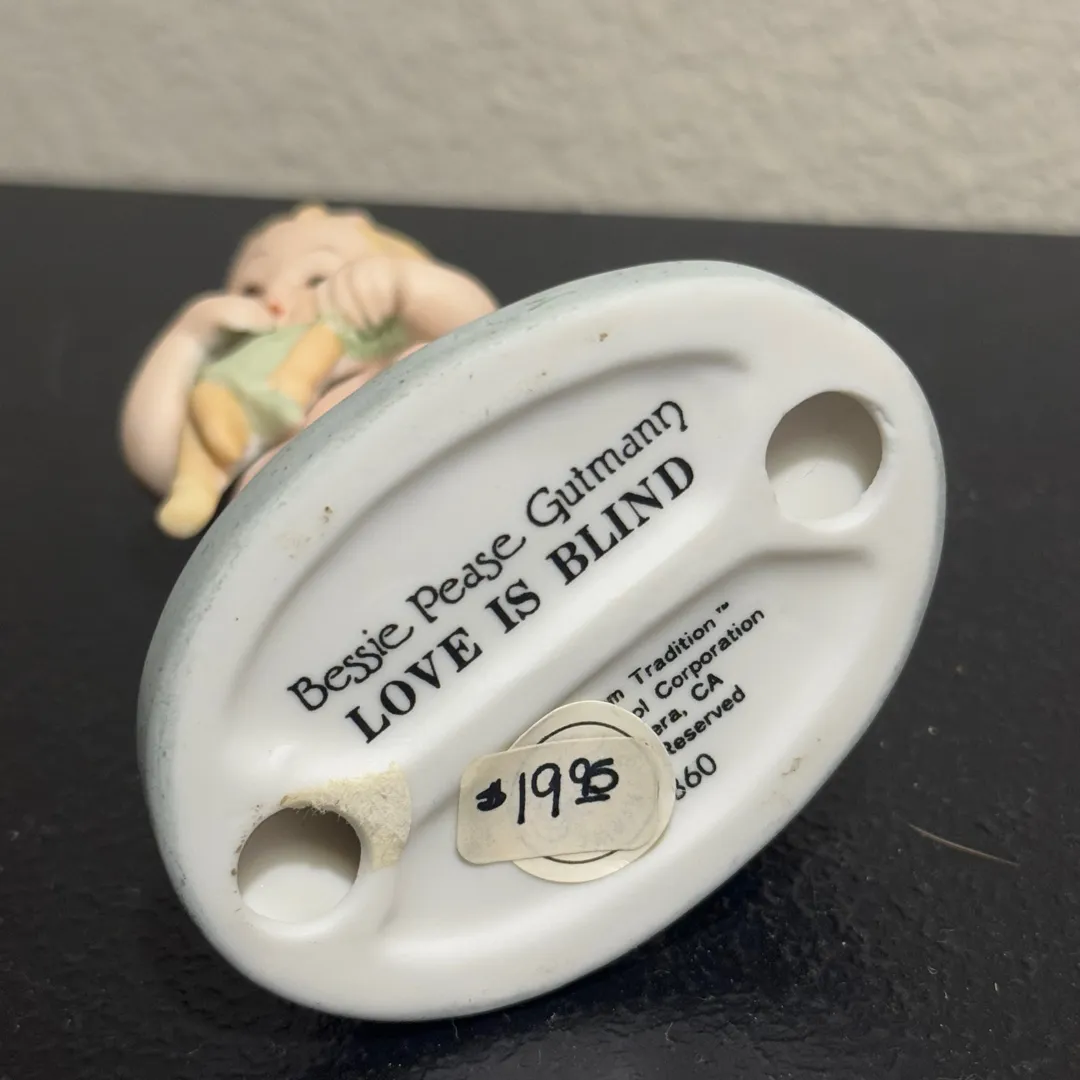 Bessie Pease Gutmann
LOVE IS BLIND
Tradition™
Corporation
CA
Reserved
$1995